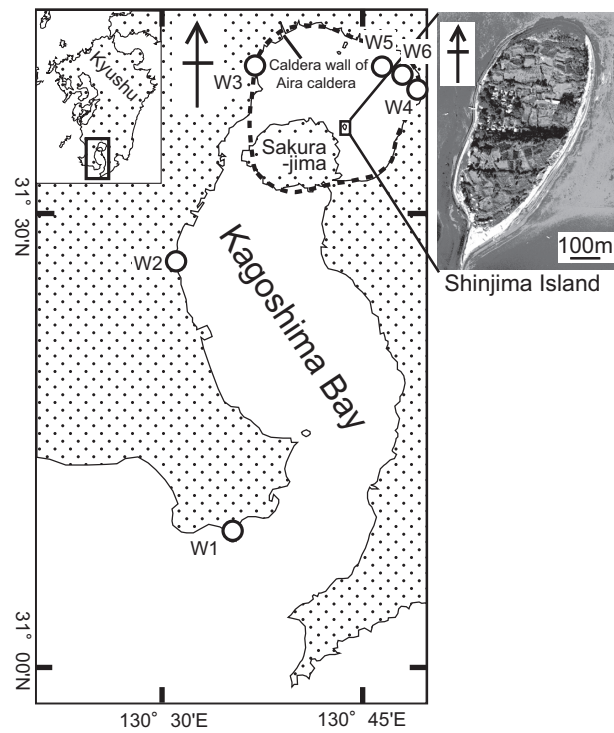 Kyushu
W3
Caldera wall of
Aira caldera
W5
W6
W4
Sakura
-jima
31° 30'N
W2
Kagoshima Bay
100m
Shinjima Island
W1
31° 00'N
130° 30'E
130° 45'E